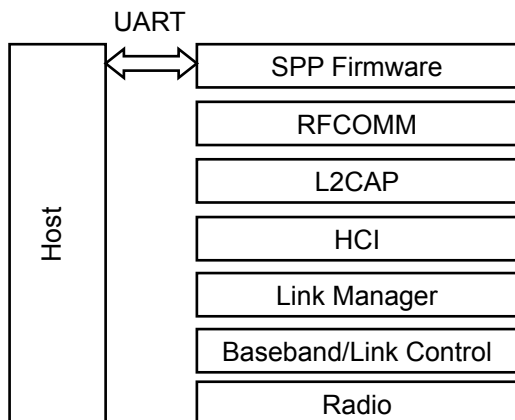 UART
SPP Firmware
RFCOMM
L2CAP
HCI
Link Manager
Baseband/Link Control
Radio
Host